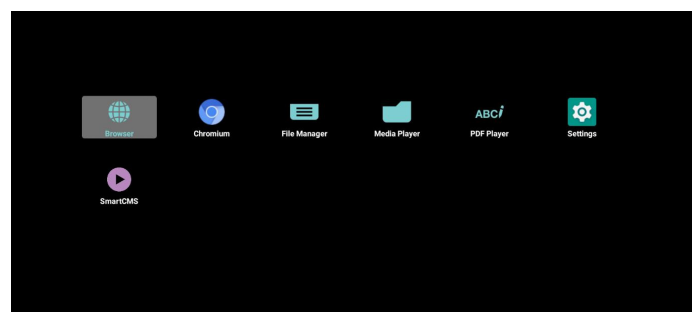 Browser
Chromium
File Manager
Media Player
ABCi
PDF Player
Settings
SmartCMS